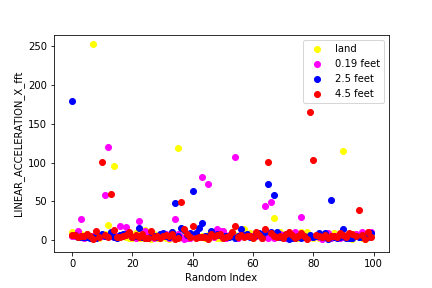 land
0.19 feet
2.5 feet
4.5 feet
250
200
150
100
50
0
LINEAR_ACCELERATION_X_fft
0 20 40 60 80 100
Random Index